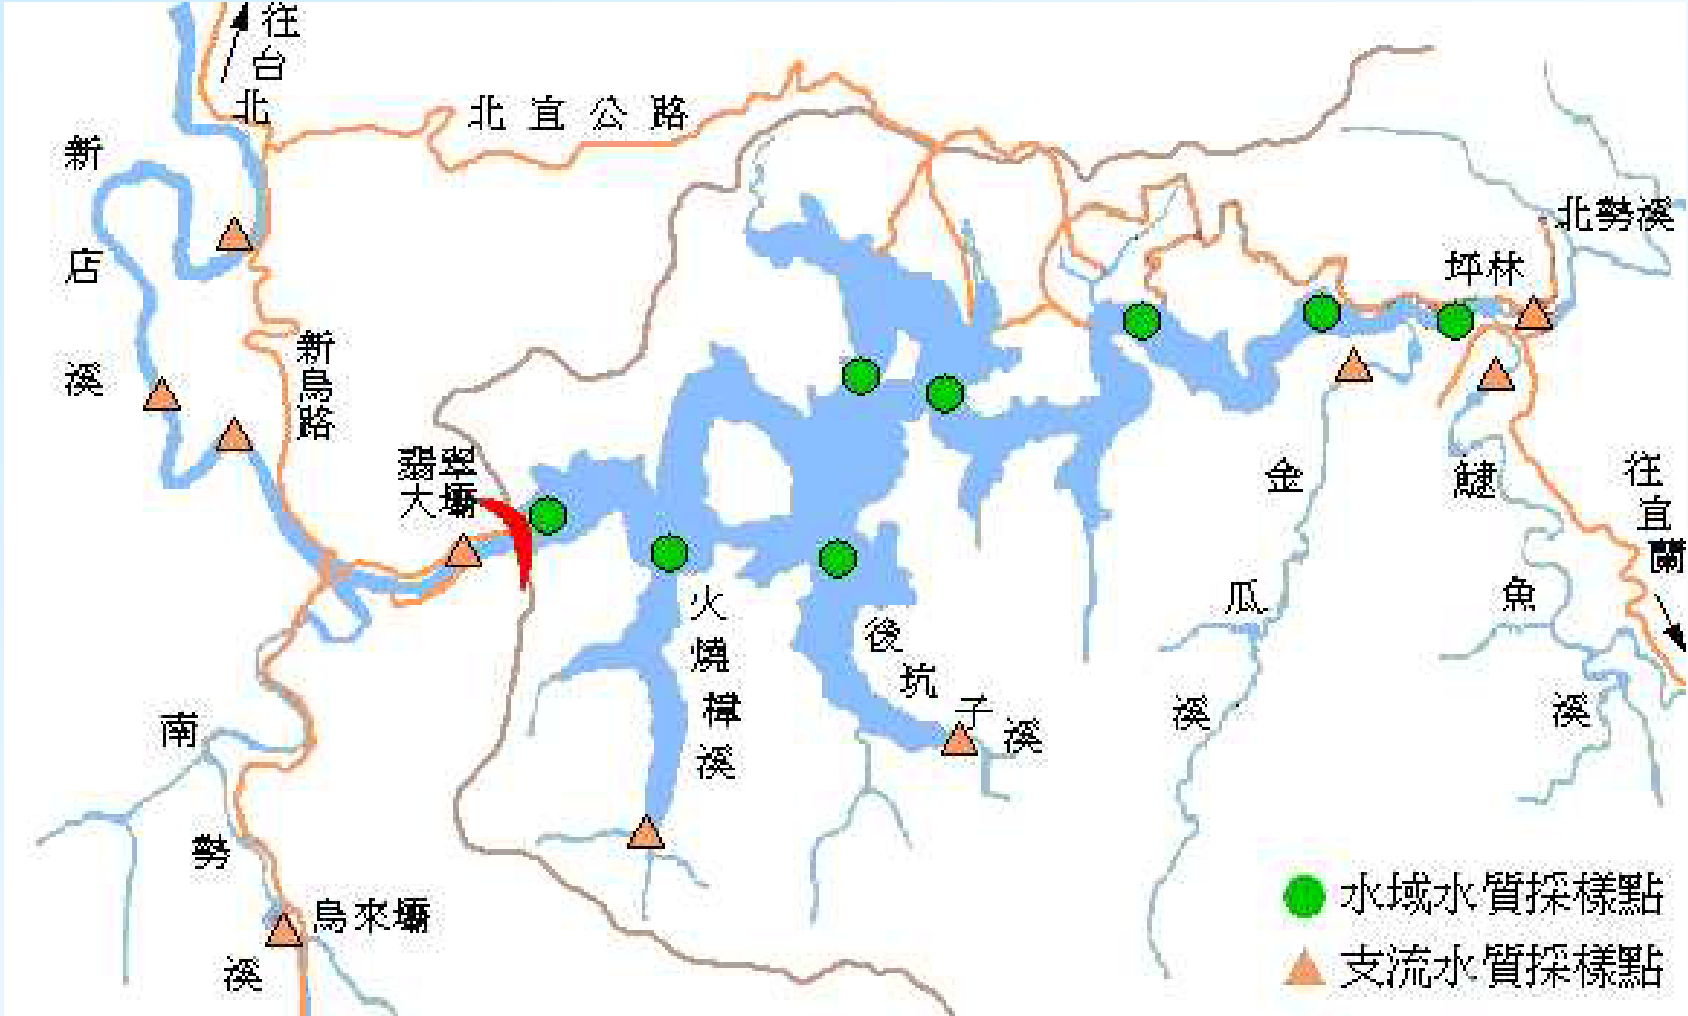 往台北
北宜公路
新店溪
北勢溪
坪林
新烏路
翡翠
大壩
金瓜溪
鱸魚溪
往宜蘭
火燒樟溪
後坑子溪
南勢溪
烏來壩
水域水質採樣點
支流水質採樣點